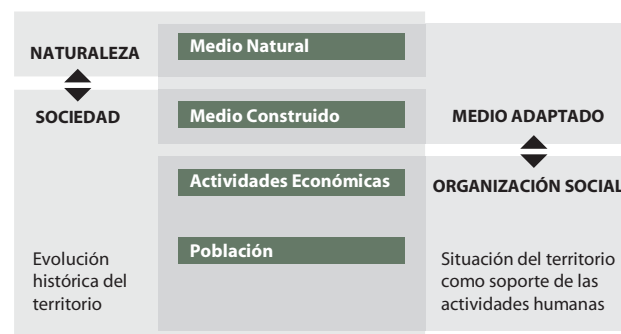 NATURALEZA
SOCIEDAD
Evolución
histórica del
territorio
Medio Natural
Medio Construido
Actividades Económicas
Población
MEDIO ADAPTADO
ORGANIZACIÓN SOCIAL
Situación del territorio
como soporte de las
actividades humanas